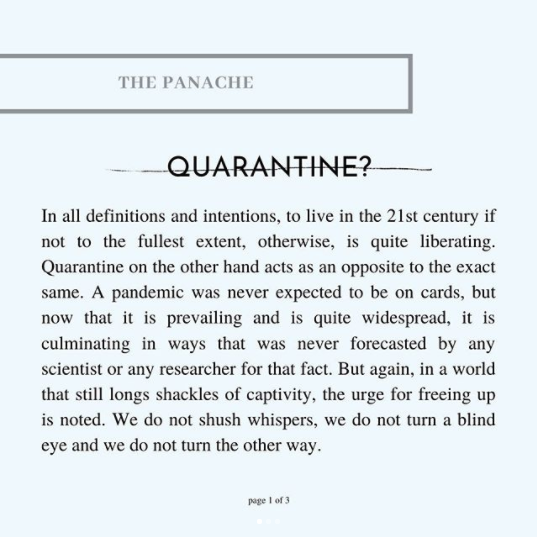 THE PANACHE
QUARANTINE?
In all definitions and intentions, to live in the 21st century if
not to the fullest extent, otherwise, is quite liberating.
Quarantine on the other hand acts as an opposite to the exact
same. A pandemic was never expected to be on cards, but
now that it is prevailing and is quite widespread, it is
culminating in ways that was never forecasted by any
scientist or any researcher for that fact. But again, in a world
that still longs shackles of captivity, the urge for freeing up
is noted. We do not shush whispers, we do not turn a blind
eye and we do not turn the other way.
page 1 of 3